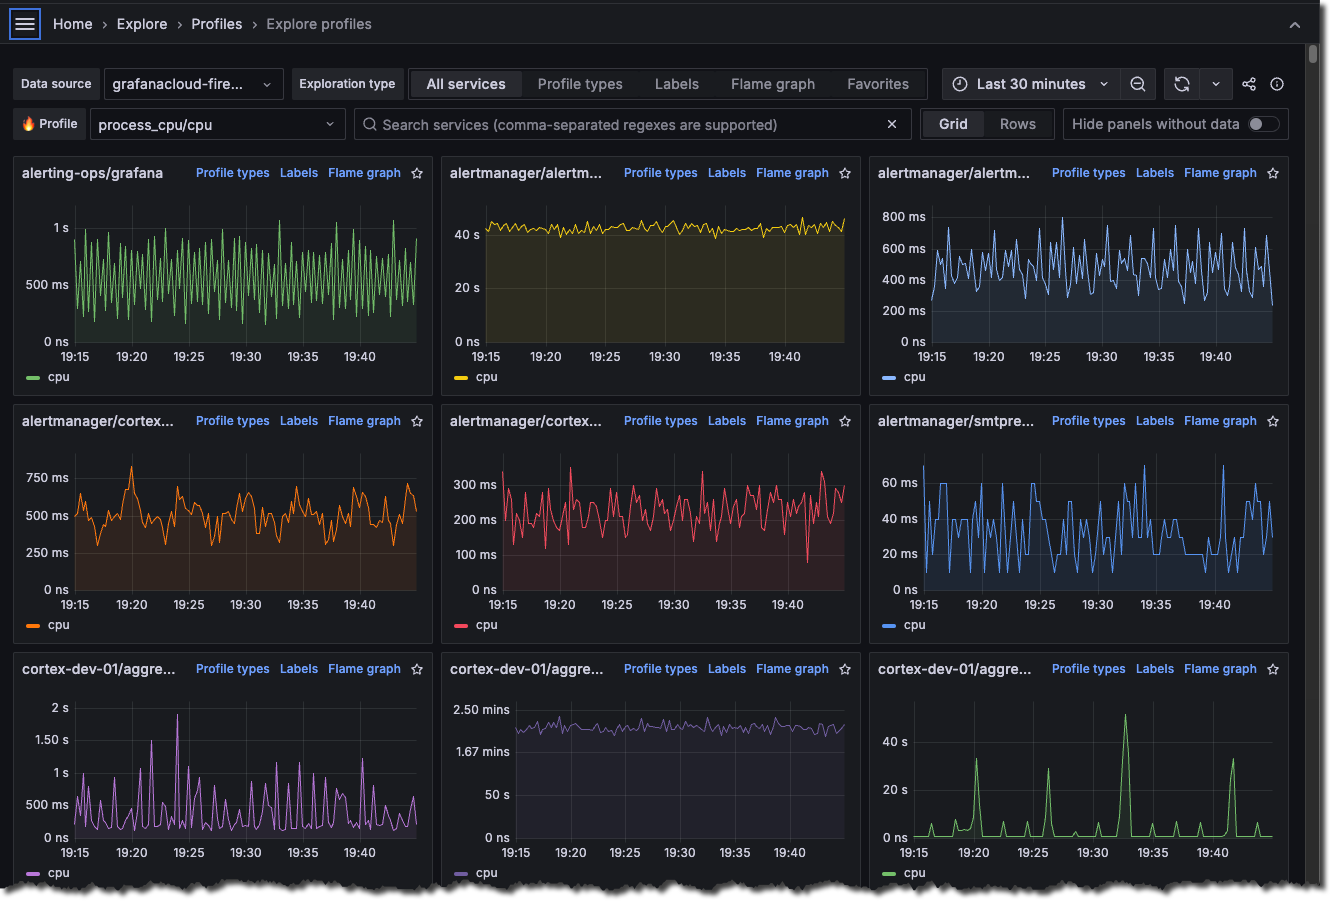 Home › Explore › Profiles › Explore profiles
Data source grafanacloud-fire... Exploration type All services Profile types Labels Flame graph Favorites Last 30 minutes
Profile process_cpu/cpu Search services (comma-separated regexes are supported) Grid Rows Hide panels without data
alerting-ops/grafana Profile types Labels Flame graph
1 s
500 ms
0 ns
19:15 19:20 19:25 19:30 19:35 19:40
cpu
alertmanager/alertm... Profile types Labels Flame graph
40 s
20 s
0 ns
19:15 19:20 19:25 19:30 19:35 19:40
cpu
alertmanager/alertm... Profile types Labels Flame graph
800 ms
600 ms
400 ms
200 ms
0 ns
19:15 19:20 19:25 19:30 19:35 19:40
cpu
alertmanager/cortex... Profile types Labels Flame graph
750 ms
500 ms
250 ms
0 ns
19:15 19:20 19:25 19:30 19:35 19:40
cpu
alertmanager/cortex... Profile types Labels Flame graph
300 ms
200 ms
100 ms
0 ns
19:15 19:20 19:25 19:30 19:35 19:40
cpu
alertmanager/smtpre... Profile types Labels Flame graph
60 ms
40 ms
20 ms
0 ns
19:15 19:20 19:25 19:30 19:35 19:40
cpu
cortex-dev-01/aggre... Profile types Labels Flame graph
2 s
1.50 s
1 s
500 ms
0 ns
19:15 19:20 19:25 19:30 19:35 19:40
cpu
cortex-dev-01/aggre... Profile types Labels Flame graph
2.50 mins
1.67 mins
50 s
0 ns
19:15 19:20 19:25 19:30 19:35 19:40
cpu
cortex-dev-01/aggre... Profile types Labels Flame graph
40 s
20 s
0 ns
19:15 19:20 19:25 19:30 19:35 19:40
cpu